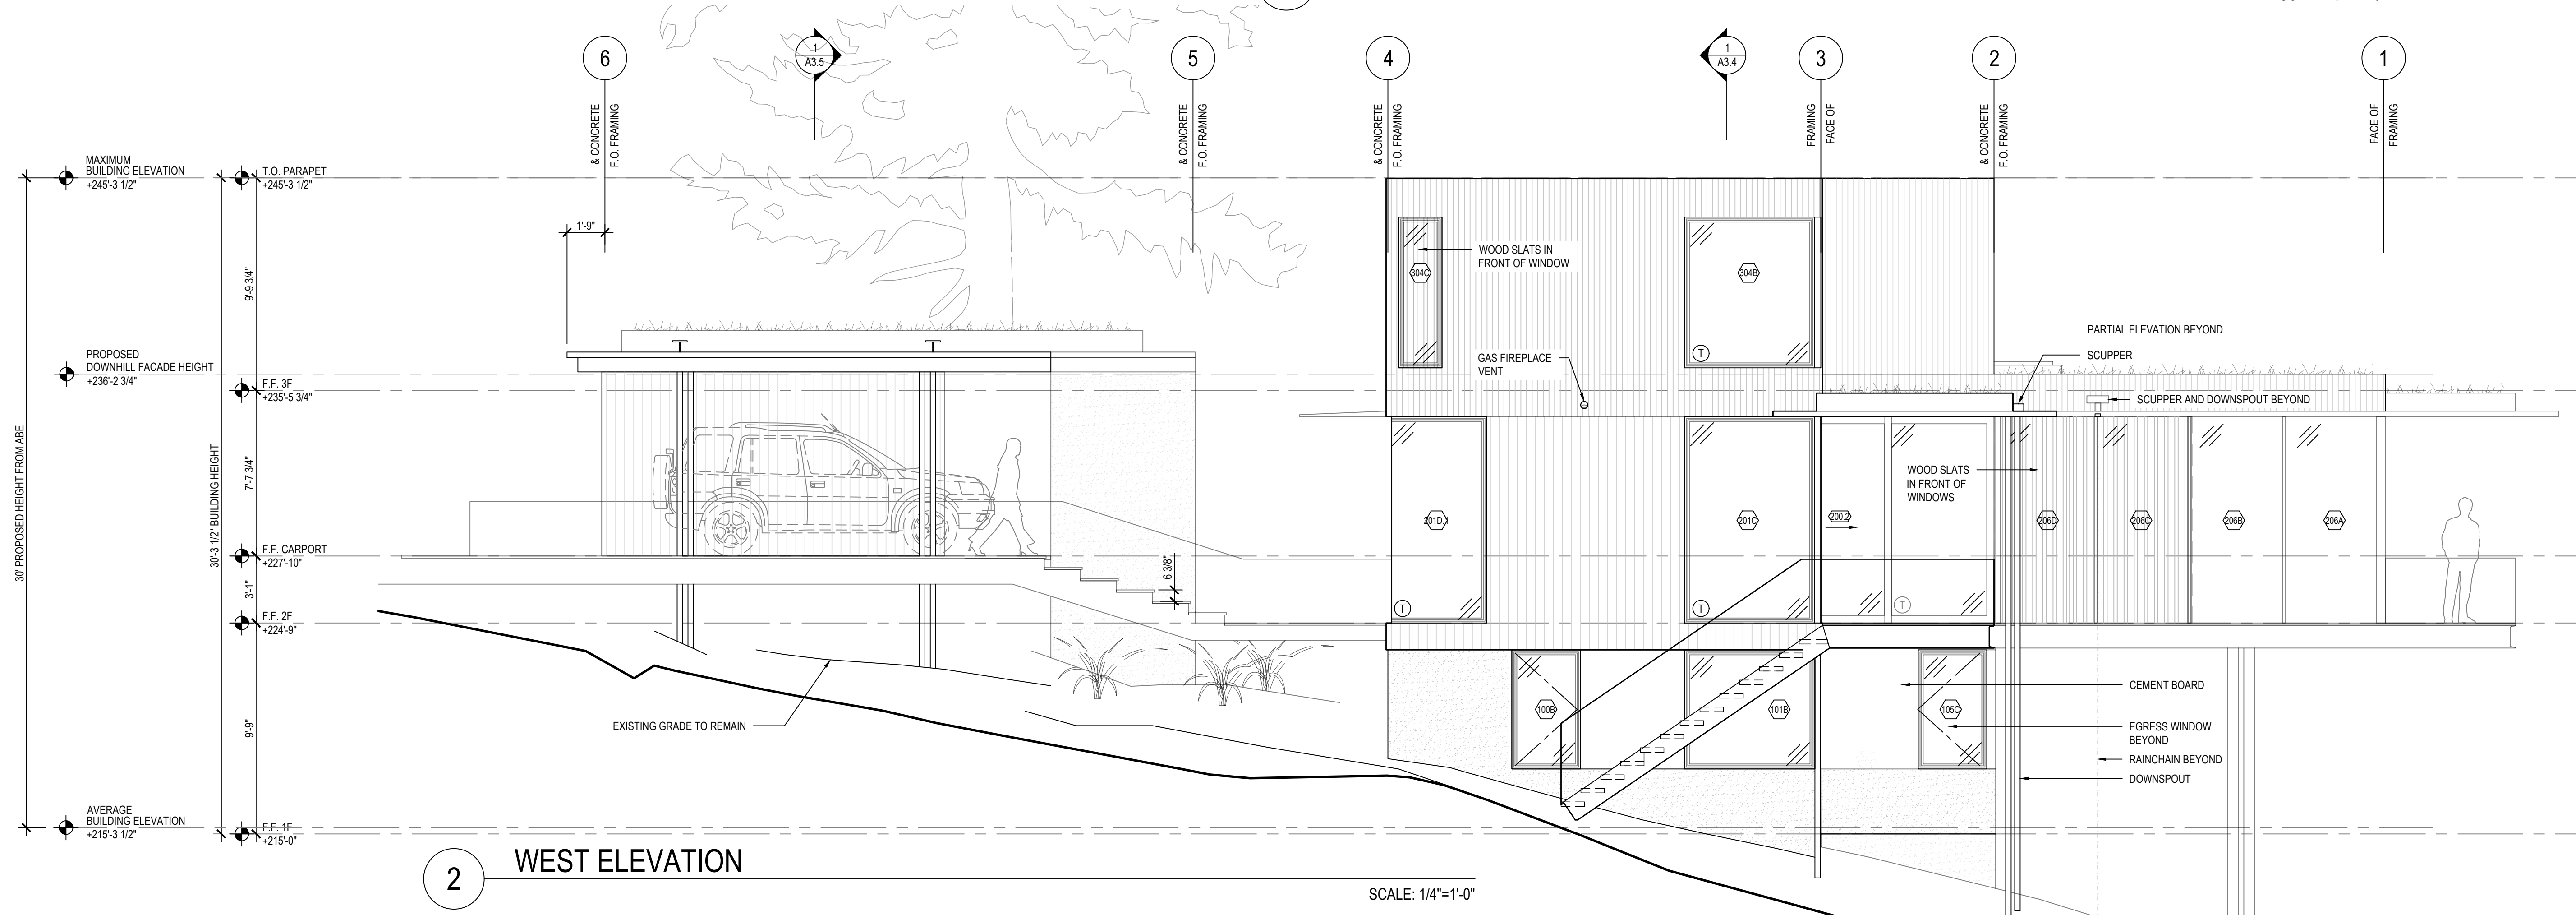 6
1
A3.5
5
4
1
A3.4
3
2
1
& CONCRETE
F.O. FRAMING
& CONCRETE
F.O. FRAMING
& CONCRETE
F.O. FRAMING
FRAMING
FACE OF
& CONCRETE
F.O. FRAMING
FACE OF
FRAMING
MAXIMUM
BUILDING ELEVATION
+245'-3 1/2"
T.O. PARAPET
+245'-3 1/2"
1'-9"
9'-9 3/4"
WOOD SLATS IN
FRONT OF WINDOW
304C
304B
T
PARTIAL ELEVATION BEYOND
SCUPPER
GAS FIREPLACE
VENT
PROPOSED
DOWNHILL FACADE HEIGHT
+236'-2 3/4"
F.F. 3F
+235'-5 3/4"
SCUPPER AND DOWNSPOUT BEYOND
30' PROPOSED HEIGHT FROM ABE
30'-3 1/2" BUILDING HEIGHT
7'-7 3/4"
WOOD SLATS
IN FRONT OF
WINDOWS
201D.1
201C
200.2
206D
206C
206B
206A
F.F. CARPORT
+227'-10"
6 3/8"
3'-1"
T
T
T
F.F. 2F
+224'-9"
CEMENT BOARD
100B
101B
105C
9'-9"
EXISTING GRADE TO REMAIN
EGRESS WINDOW
BEYOND
RAINCHAIN BEYOND
DOWNSPOUT
AVERAGE
BUILDING ELEVATION
+215'-3 1/2"
F.F. 1F
+215'-0"
2
WEST ELEVATION
SCALE: 1/4"=1'-0"